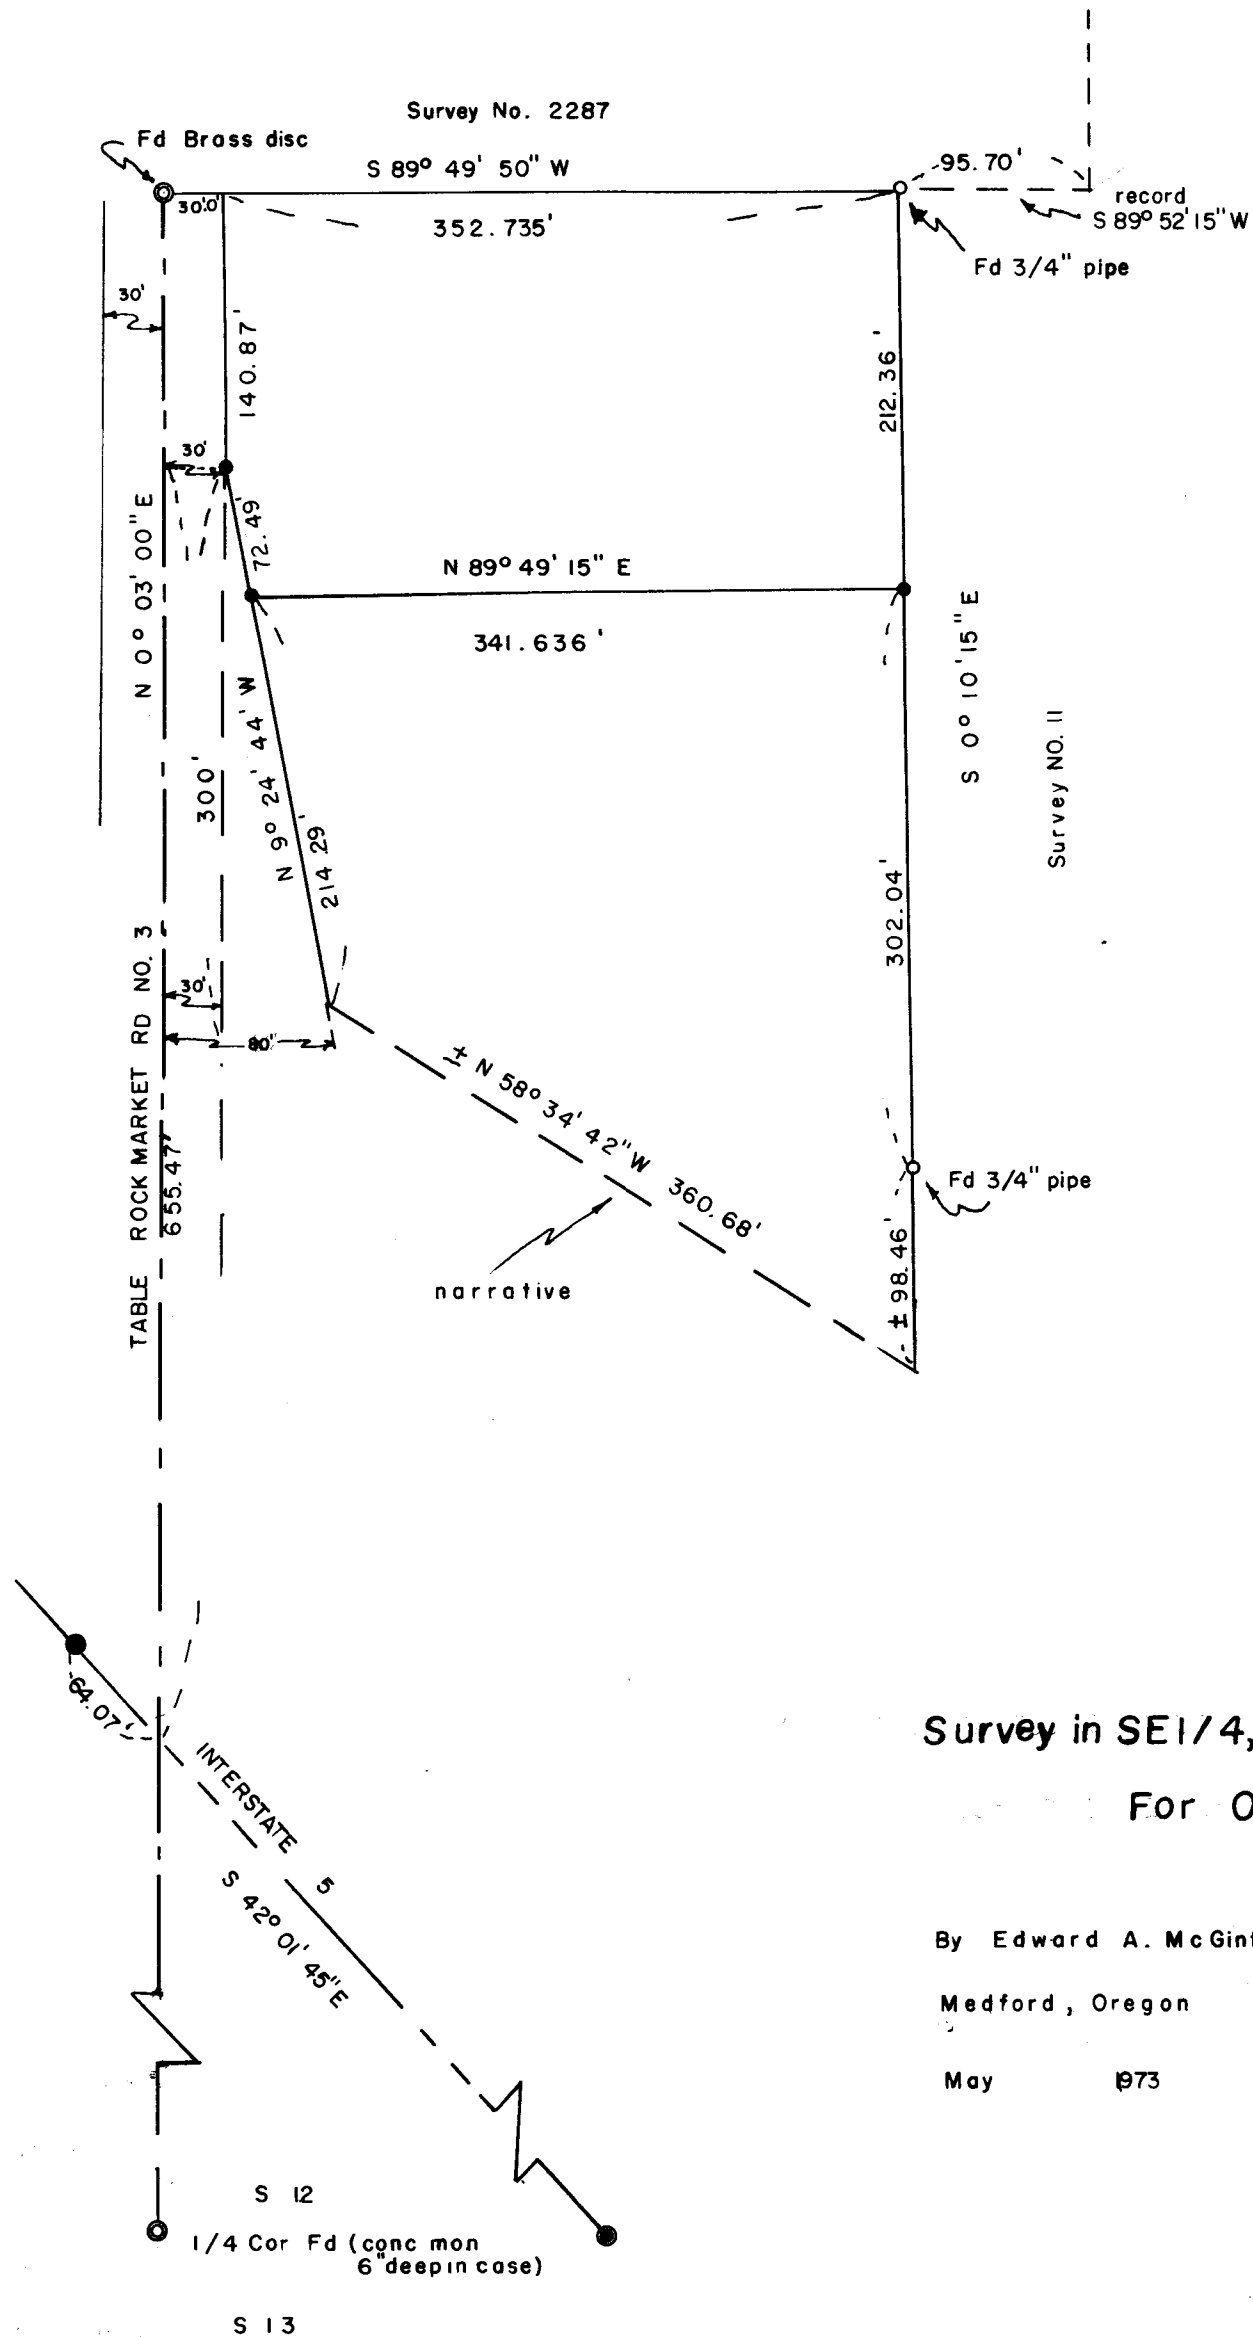 Survey No. 2287
Fd Brass disc
S 89° 49' 50" W
95.70'
record
S 89° 52' 15" W
30.0'
352.735'
Fd 3/4" pipe
30'
140.87'
212.36'
30'
72.49'
N 0° 03' 00" E
N 89° 49' 15" E
341.636'
S 0° 10' 15" E
Survey NO. 11
300'
N 9° 24' 44' W
214.29'
302.04'
30'
80'
TABLE ROCK MARKET RD NO. 3
655.47'
± N 58° 34' 42" W 360.68'
Fd 3/4" pipe
± 98.46'
narrative
64.07'
INTERSTATE 5
S 42° 01' 45" E
Survey in SE1/4,
For O
By Edward A. McGint
Medford, Oregon
May 1973
S 12
1/4 Cor Fd (conc mon
6" deep in case)
S 13